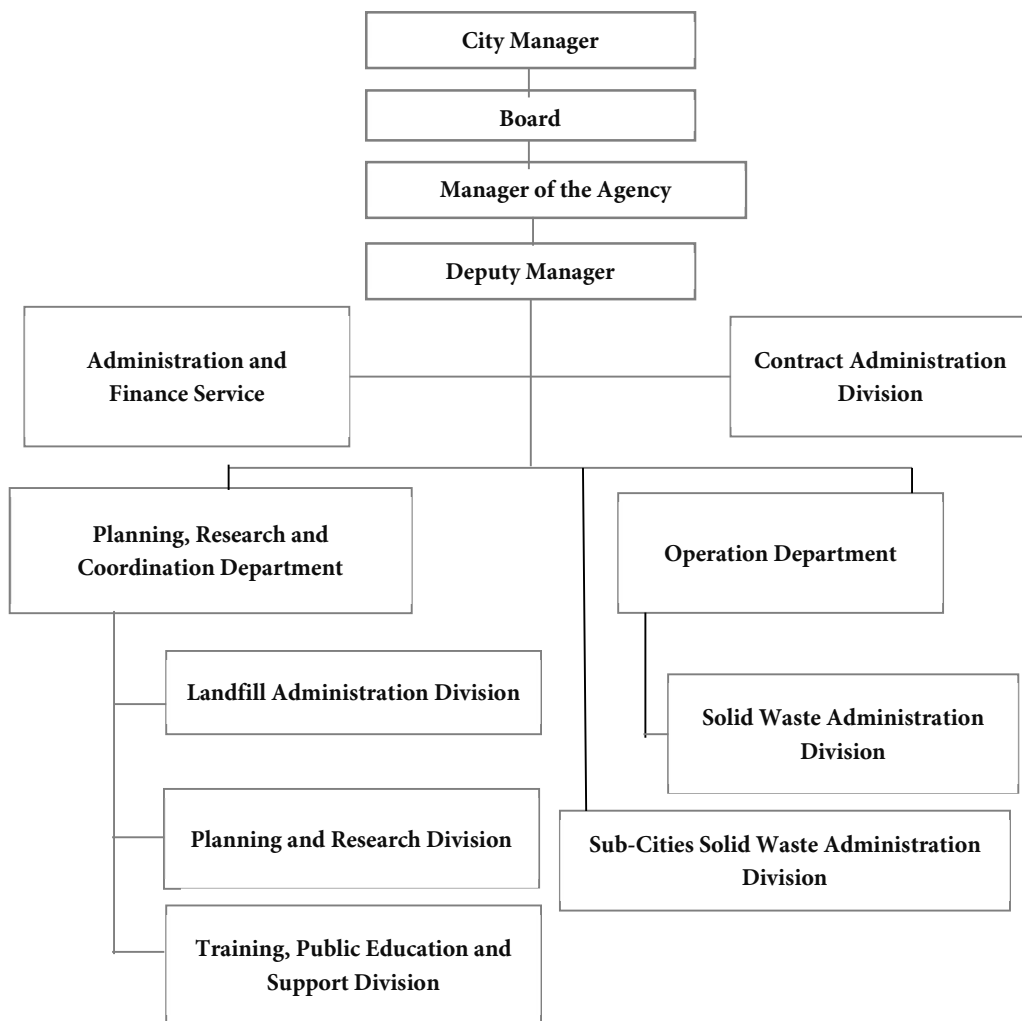 City Manager
Board
Manager of the Agency
Deputy Manager
Administration and
Finance Service
Contract Administration
Division
Planning, Research and
Coordination Department
Operation Department
Landfill Administration Division
Solid Waste Administration
Division
Planning and Research Division
Sub-Cities Solid Waste Administration
Division
Training, Public Education and
Support Division